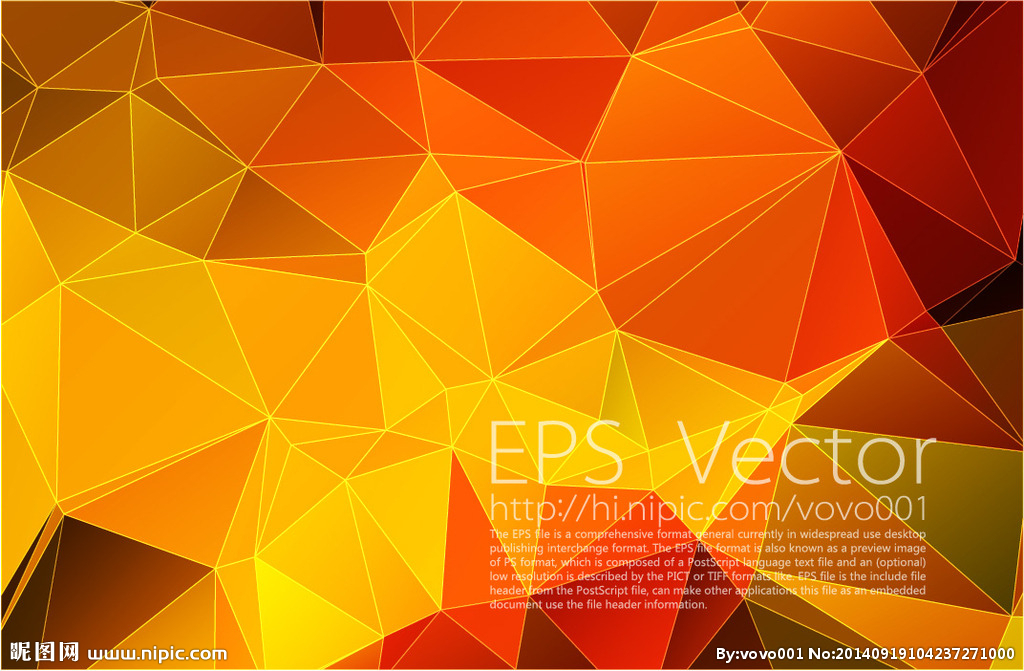 EPS Vector
http://hi.nipic.com/vovo001
The EPS file is a comprehensive format general currently in widespread use desktop
publishing interchange format. The EPS file format is also known as a preview image
of PS format, which is composed of a PostScript language text file and an (optional)
low resolution is described by the PICT or TIFF formats like. EPS file is the include file
header from the PostScript file, can make other applications this file as an embedded
document use the file header information.
昵图网 www.nipic.com
By:vovo001 No:20140919104237271000